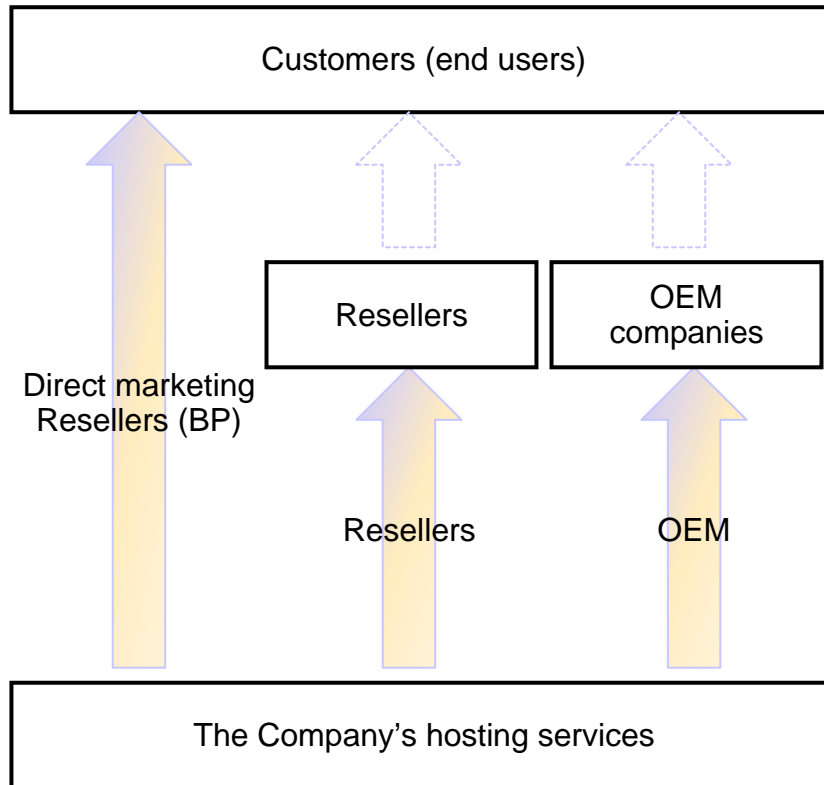 Customers (end users)
Resellers
OEM
companies
Direct marketing
Resellers (BP)
Resellers
OEM
The Company’s hosting services